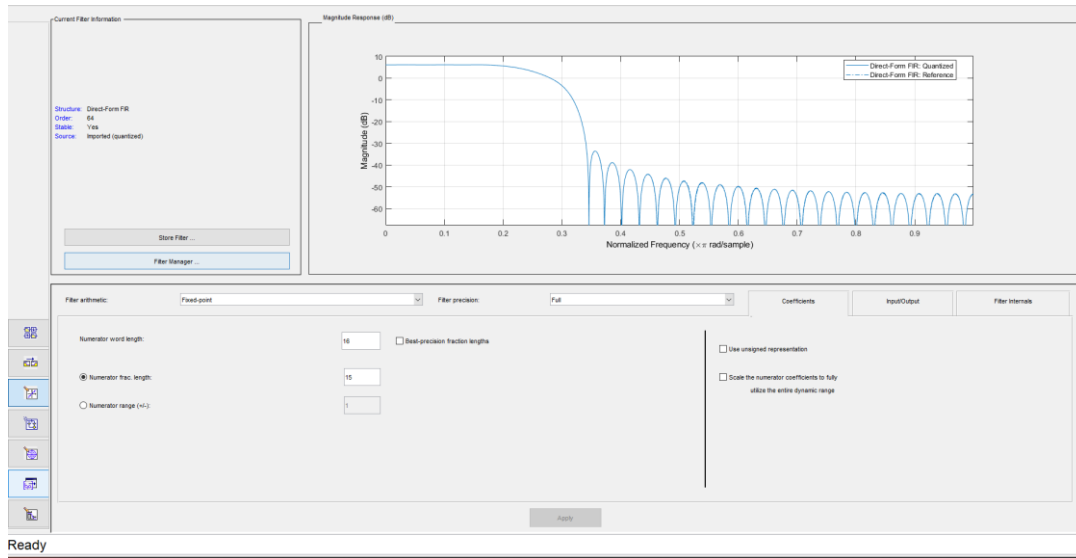 Current Filter Information
Structure: Direct-Form FIR
Order: 64
Stable: Yes
Source: Imported (quantized)
Store Filter ...
Filter Manager ...
Magnitude Response (dB)
10
0
-10
-20
-30
-40
-50
-60
Magnitude (dB)
Direct-Form FIR: Quantized
Direct-Form FIR: Reference
0 0.1 0.2 0.3 0.4 0.5 0.6 0.7 0.8 0.9
Normalized Frequency (×π rad/sample)
Filter arithmetic: Fixed-point Filter precision: Full
Coefficients Input/Output Filter Internals
Numerator word length: 16 Best-precision fraction lengths
Numerator frac. length: 15
Numerator range (+/-): 1
Use unsigned representation
Scale the numerator coefficients to fully
utilize the entire dynamic range
Apply
Ready